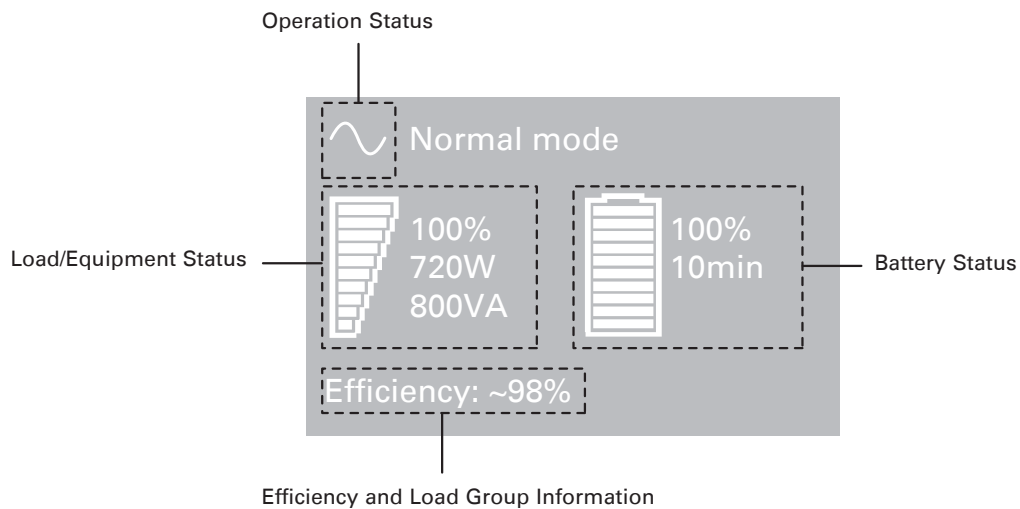 Operation Status
Normal mode
Load/Equipment Status
100%
720W
800VA
100%
10min
Battery Status
Efficiency: ~98%
Efficiency and Load Group Information